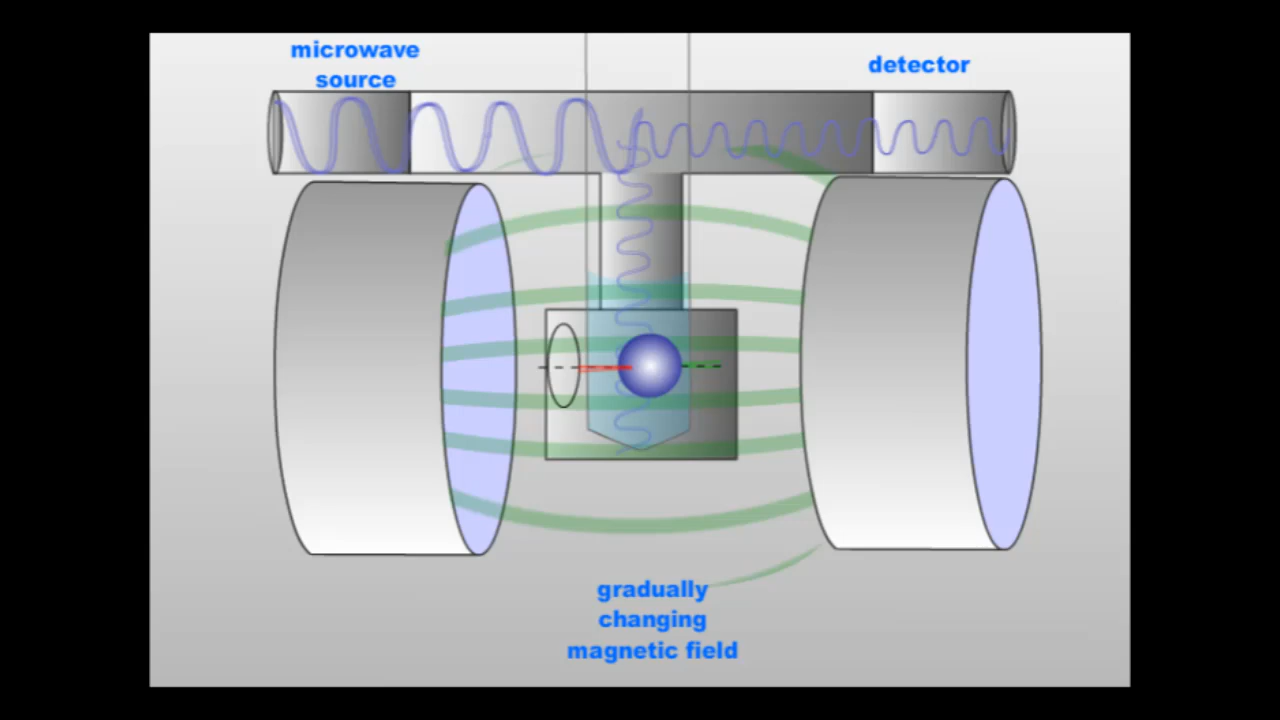 microwave
source
detector
gradually
changing
magnetic field